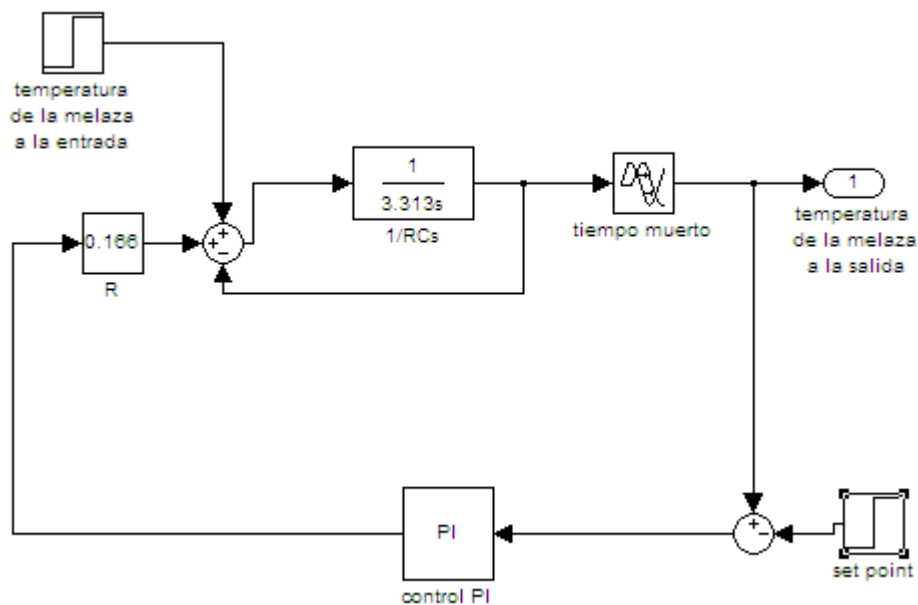 temperatura
de la melaza
a la entrada
1
3.313s
1/RCs
tiempo muerto
1
temperatura
de la melaza
a la salida
0.166
R
PI
control PI
set point